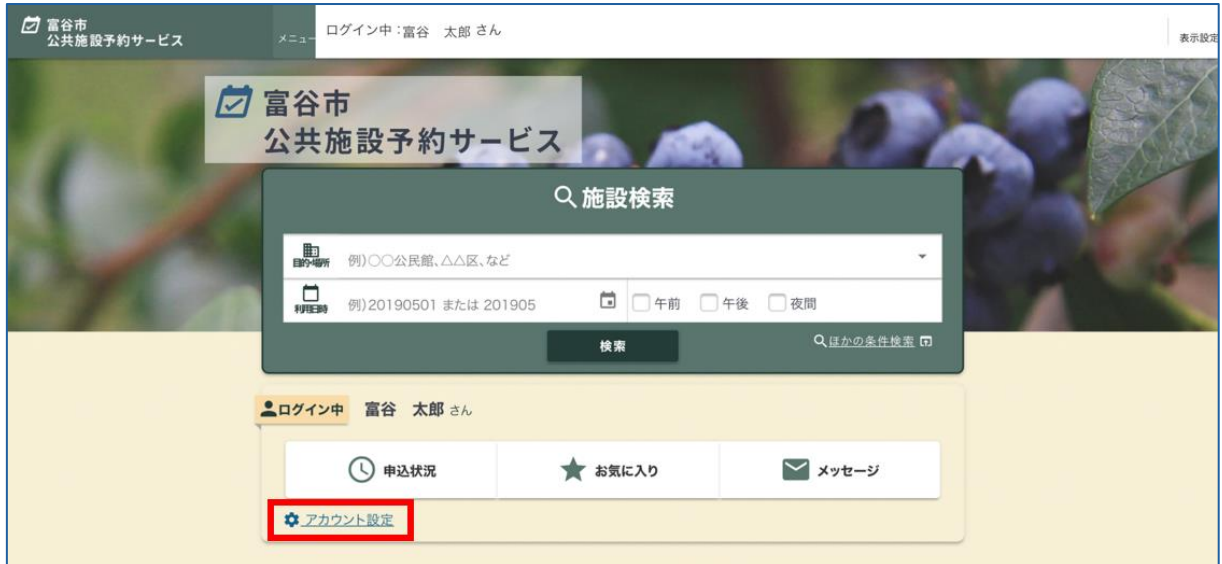 富谷市
公共施設予約サービス
メニュー
ログイン中：富谷　太郎 さん
表示設定
富谷市
公共施設予約サービス
施設検索
目的・場所
例)〇〇公民館、△△区、など
利用日時
例)20190501 または 201905
午前
午後
夜間
検索
ほかの条件検索
ログイン中　富谷　太郎 さん
申込状況
お気に入り
メッセージ
アカウント設定